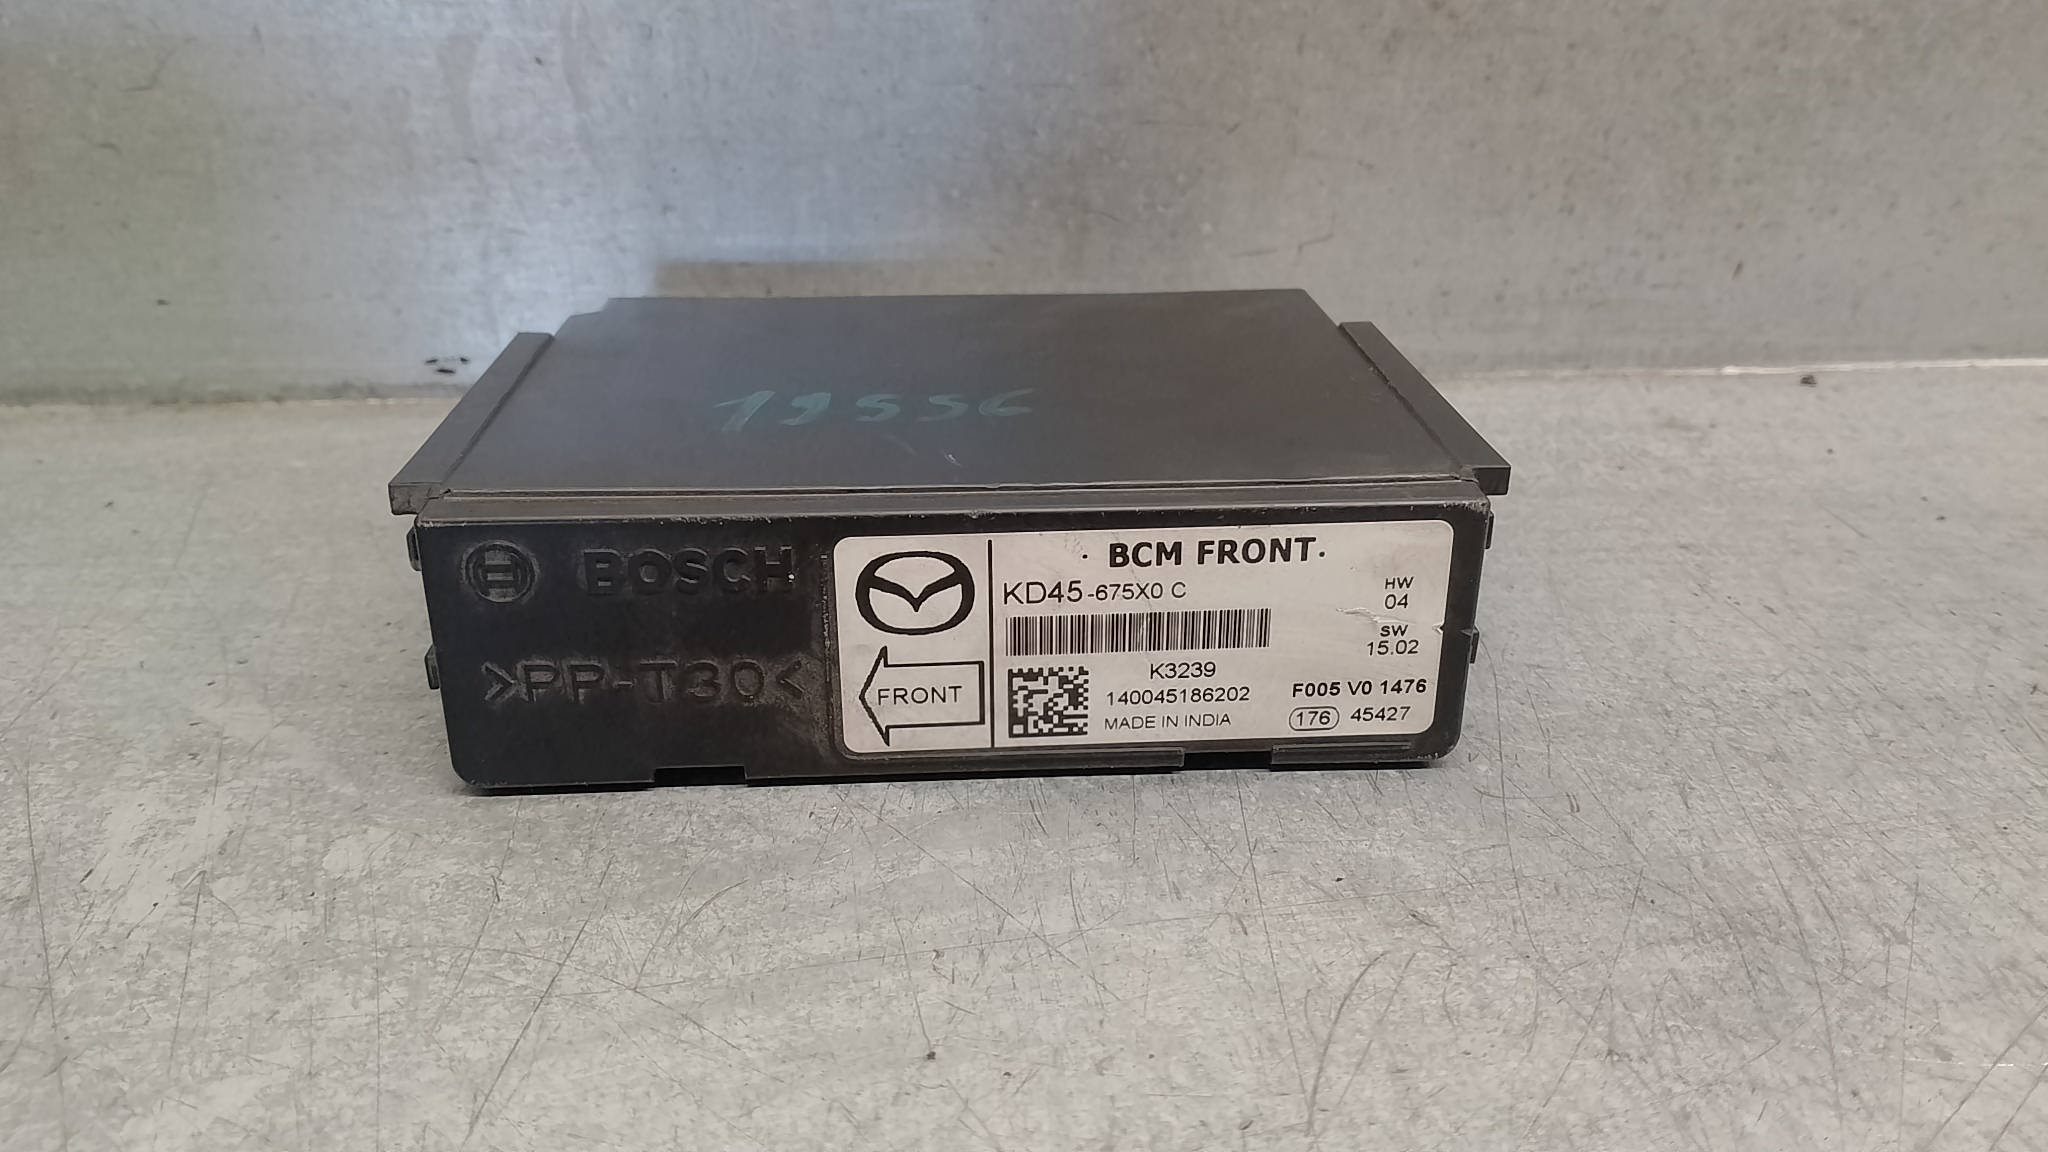 19556
BOSCH
>PP-T30<
FRONT
· BCM FRONT·
KD45-675X0 C
HW
04
SW
15.02
K3239
140045186202
MADE IN INDIA
F005 V0 1476
176 45427